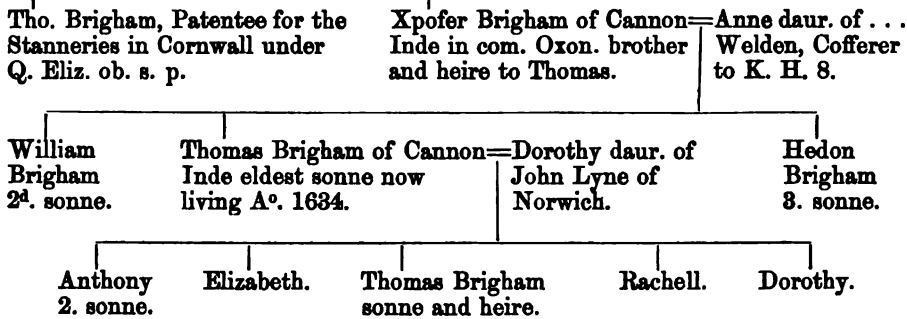 Tho. Brigham, Patentee for the
Stanneries in Cornwall under
Q. Eliz. ob. s. p.
Xpofer Brigham of Cannon=Anne daur. of . . .
Inde in com. Oxon. brother
and heire to Thomas.
Welden, Cofferer
to K. H. 8.
William
Brigham
2d. sonne.
Thomas Brigham of Cannon=Dorothy daur. of
Inde eldest sonne now
living Ao. 1634.
John Lyne of
Norwich.
Hedon
Brigham
3. sonne.
Anthony
2. sonne.
Elizabeth.
Thomas Brigham
sonne and heire.
Rachell.
Dorothy.